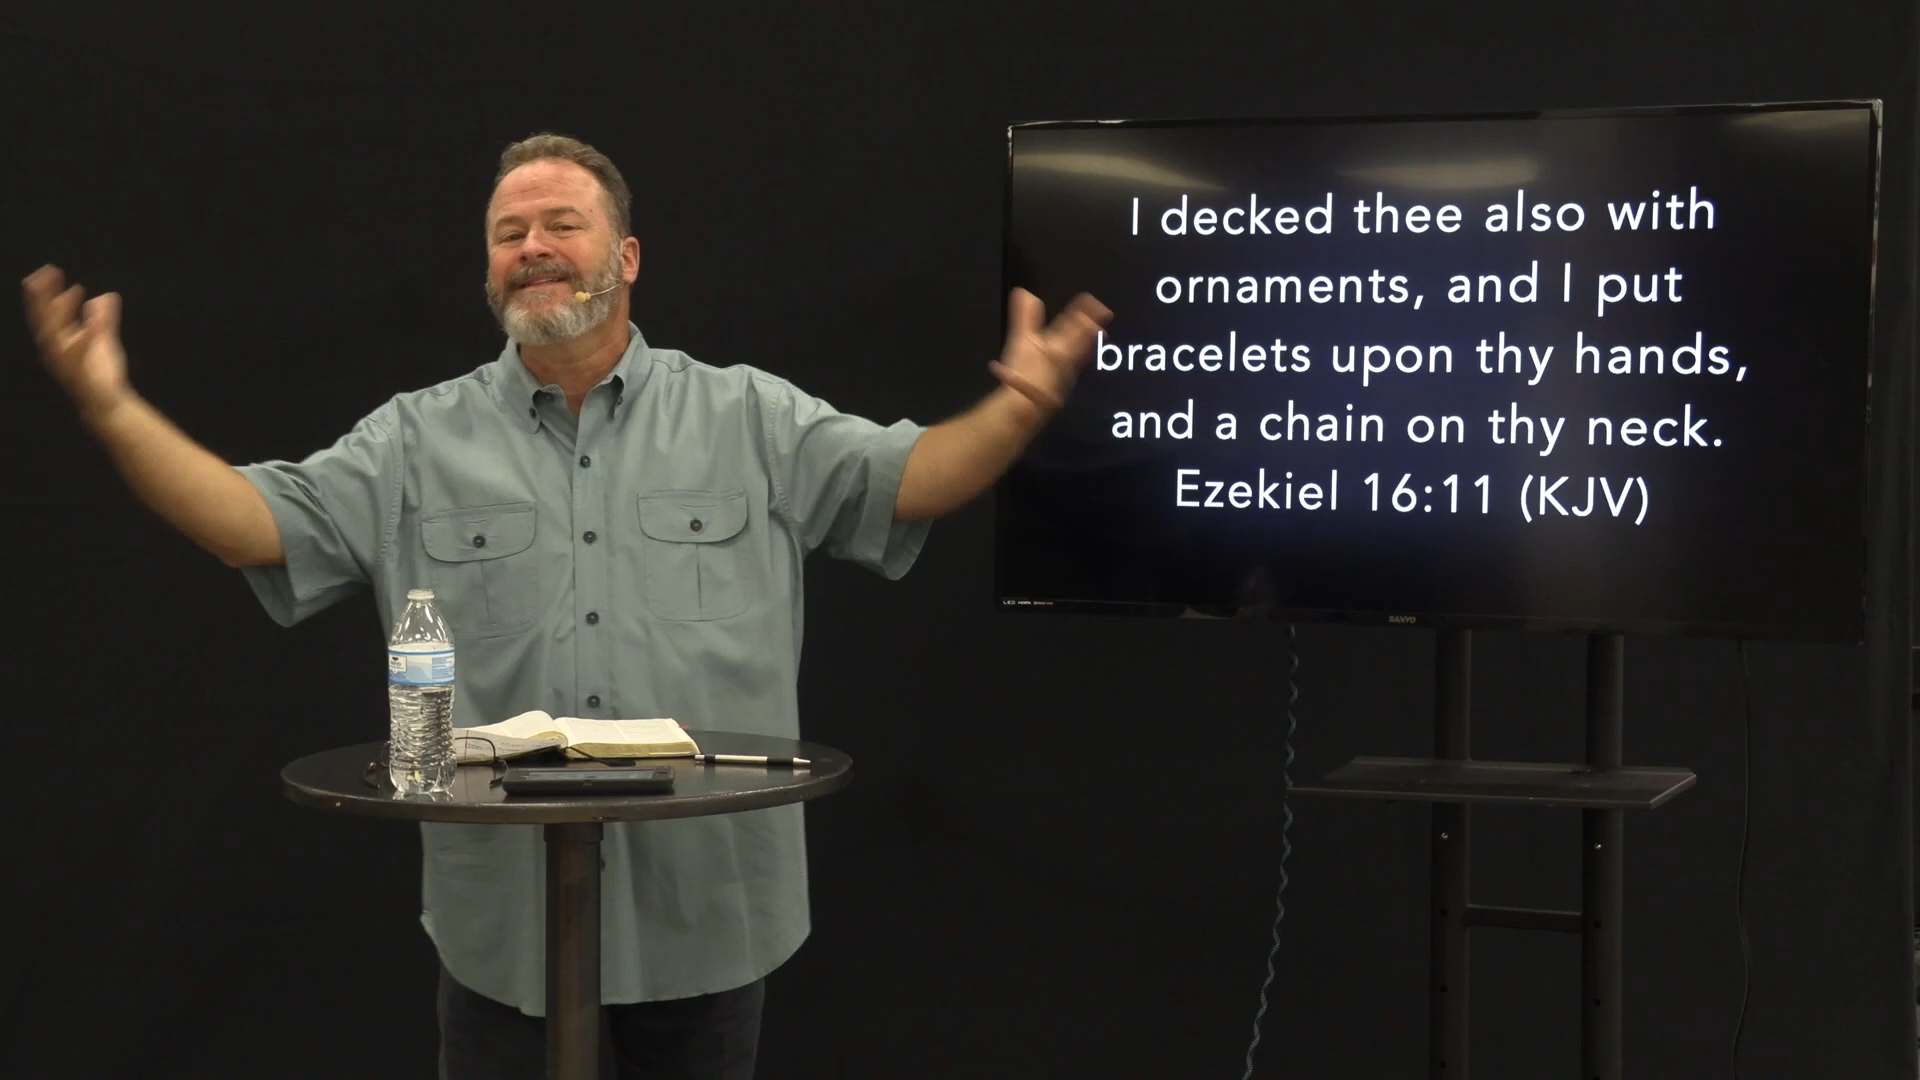 I decked thee also with
ornaments, and I put
bracelets upon thy hands,
and a chain on thy neck.
Ezekiel 16:11 (KJV)
SANYO